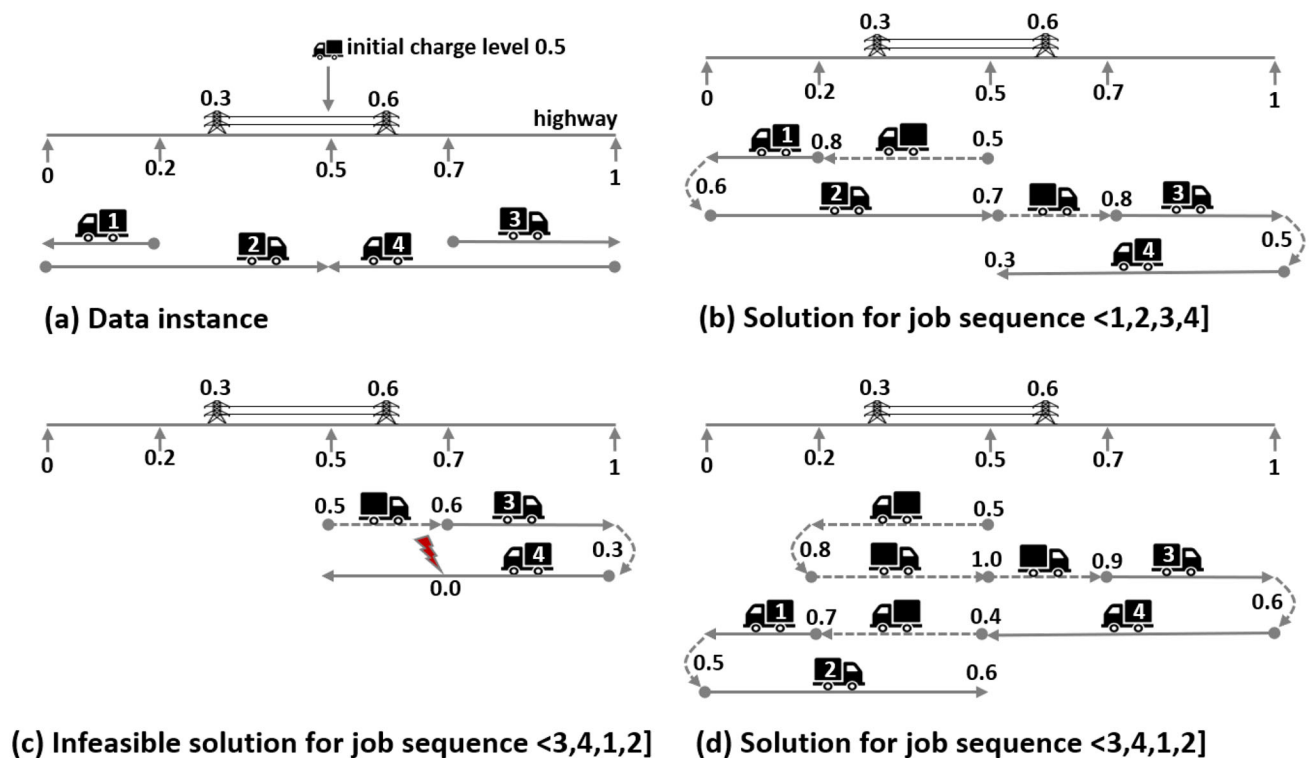 initial charge level 0.5
0.3 0.6
highway
0 0.2 0.5 0.7 1
1 3
2 4
(a) Data instance
0.3 0.6
0 0.2 0.5 0.7 1
1 0.8 0.5
0.6 2 0.7 0.8 3
0.5
0.3 4
(b) Solution for job sequence <1,2,3,4]
0.3 0.6
0 0.2 0.5 0.7 1
0.5 0.6 3
4 0.3
0.0
(c) Infeasible solution for job sequence <3,4,1,2]
0.3 0.6
0 0.2 0.5 0.7 1
0.5
0.8 1.0 0.9 3
0.6
1 0.7 0.4 4
0.5 2 0.6
(d) Solution for job sequence <3,4,1,2]